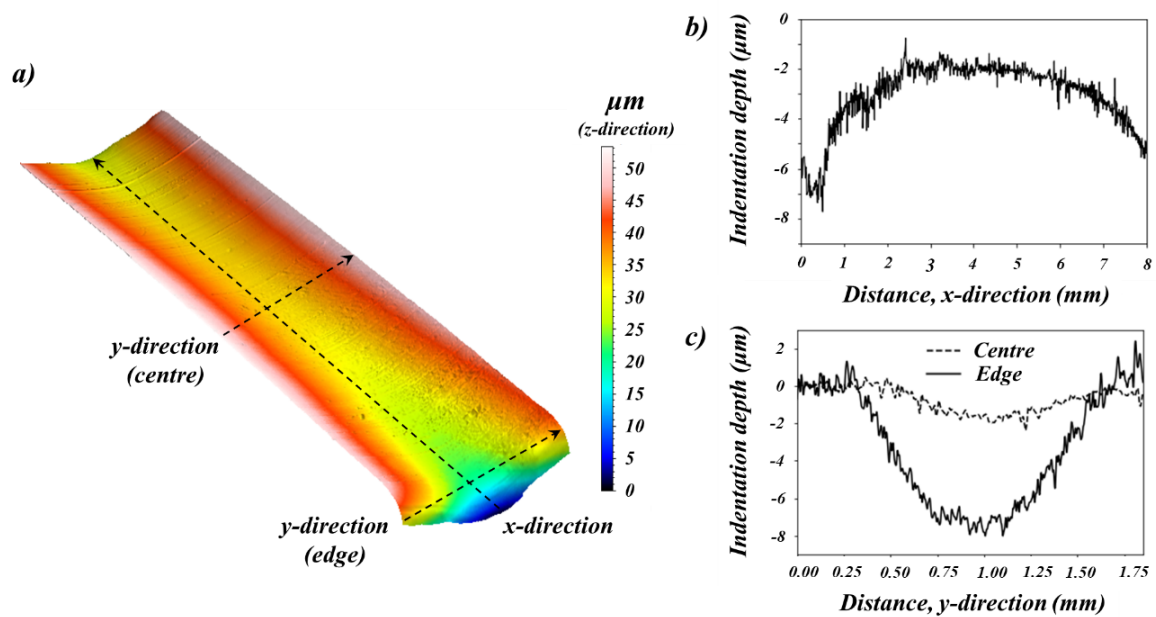 a)
μm
(z-direction)
50
45
40
35
30
25
20
15
10
5
0
y-direction
(centre)
y-direction
(edge)
x-direction
b)
Indentation depth (μm)
0
-2
-4
-6
-8
0 1 2 3 4 5 6 7 8
Distance, x-direction (mm)
c)
Indentation depth (μm)
2
0
-2
-4
-6
-8
Centre
Edge
0.00 0.25 0.75 0.75 1.00 1.25 1.50 1.75
Distance, y-direction (mm)